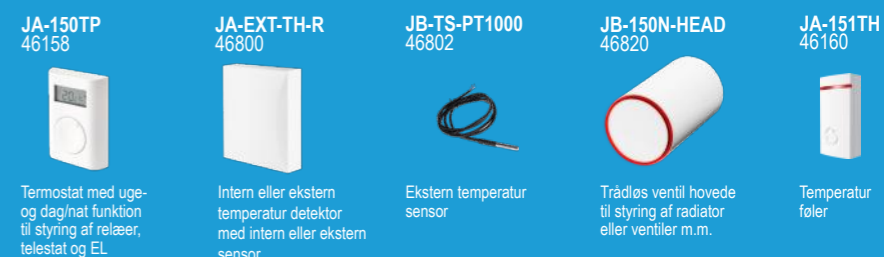 JA-150TP
46158
Termostat med uge-
og dag/nat funktion
til styring af relæer,
telestat og EL
JA-EXT-TH-R
46800
Intern eller ekstern
temperatur detektor
med intern eller ekstern
sensor
JB-TS-PT1000
46802
Ekstern temperatur
sensor
JB-150N-HEAD
46820
Trådløs ventil hovede
til styring af radiator
eller ventiler m.m.
JA-151TH
46160
Temperatur
føler